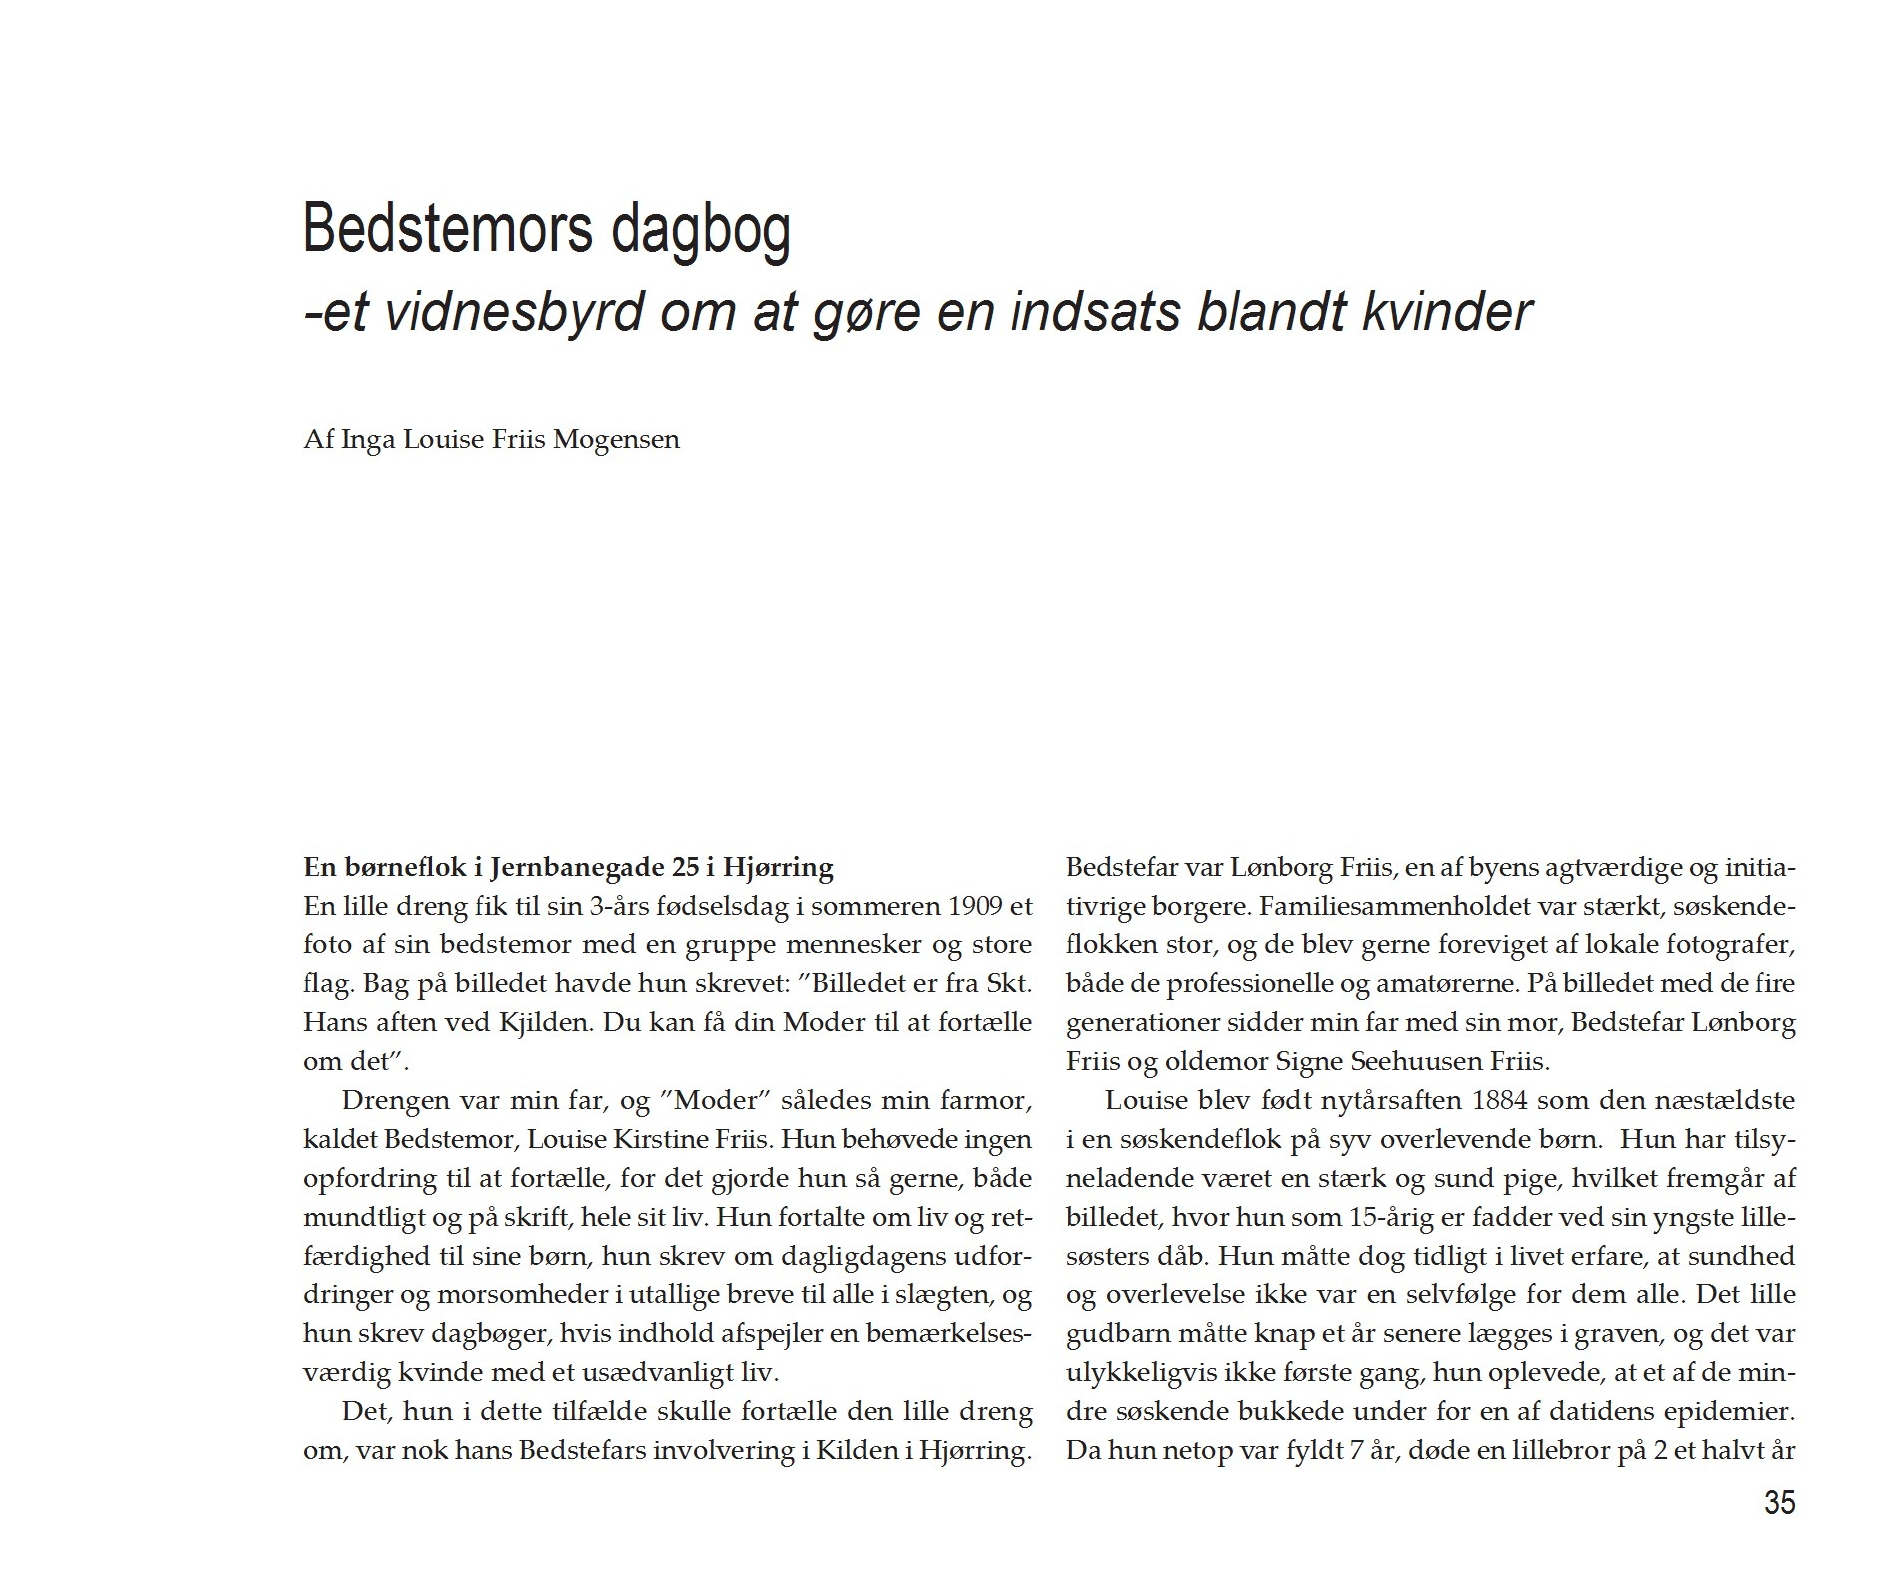 Bedstemors dagbog
-et vidnesbyrd om at gøre en indsats blandt kvinder
Af Inga Louise Friis Mogensen
En børneflok i Jernbanegade 25 i Hjørring
En lille dreng fik til sin 3-års fødselsdag i sommeren 1909 et
foto af sin bedstemor med en gruppe mennesker og store
flag. Bag på billedet havde hun skrevet: ”Billedet er fra Skt.
Hans aften ved Kjilden. Du kan få din Moder til at fortælle
om det”.
Drengen var min far, og ”Moder” således min farmor,
kaldet Bedstemor, Louise Kirstine Friis. Hun behøvede ingen
opfordring til at fortælle, for det gjorde hun så gerne, både
mundtligt og på skrift, hele sit liv. Hun fortalte om liv og ret-
færdighed til sine børn, hun skrev om dagligdagens udfor-
dringer og morsomheder i utallige breve til alle i slægten, og
hun skrev dagbøger, hvis indhold afspejler en bemærkelses-
værdig kvinde med et usædvanligt liv.
Det, hun i dette tilfælde skulle fortælle den lille dreng
om, var nok hans Bedstefars involvering i Kilden i Hjørring.
Bedstefar var Lønborg Friis, en af byens agtværdige og initia-
tivrige borgere. Familiesammenholdet var stærkt, søskende-
flokken stor, og de blev gerne foreviget af lokale fotografer,
både de professionelle og amatørerne. På billedet med de fire
generationer sidder min far med sin mor, Bedstefar Lønborg
Friis og oldemor Signe Seehuusen Friis.
Louise blev født nytårsaften 1884 som den næstældste
i en søskendeflok på syv overlevende børn.  Hun har tilsy-
neladende været en stærk og sund pige, hvilket fremgår af
billedet, hvor hun som 15-årig er fadder ved sin yngste lille-
søsters dåb. Hun måtte dog tidligt i livet erfare, at sundhed
og overlevelse ikke var en selvfølge for dem alle. Det lille
gudbarn måtte knap et år senere lægges i graven, og det var
ulykkeligvis ikke første gang, hun oplevede, at et af de min-
dre søskende bukkede under for en af datidens epidemier.
Da hun netop var fyldt 7 år, døde en lillebror på 2 et halvt år
35